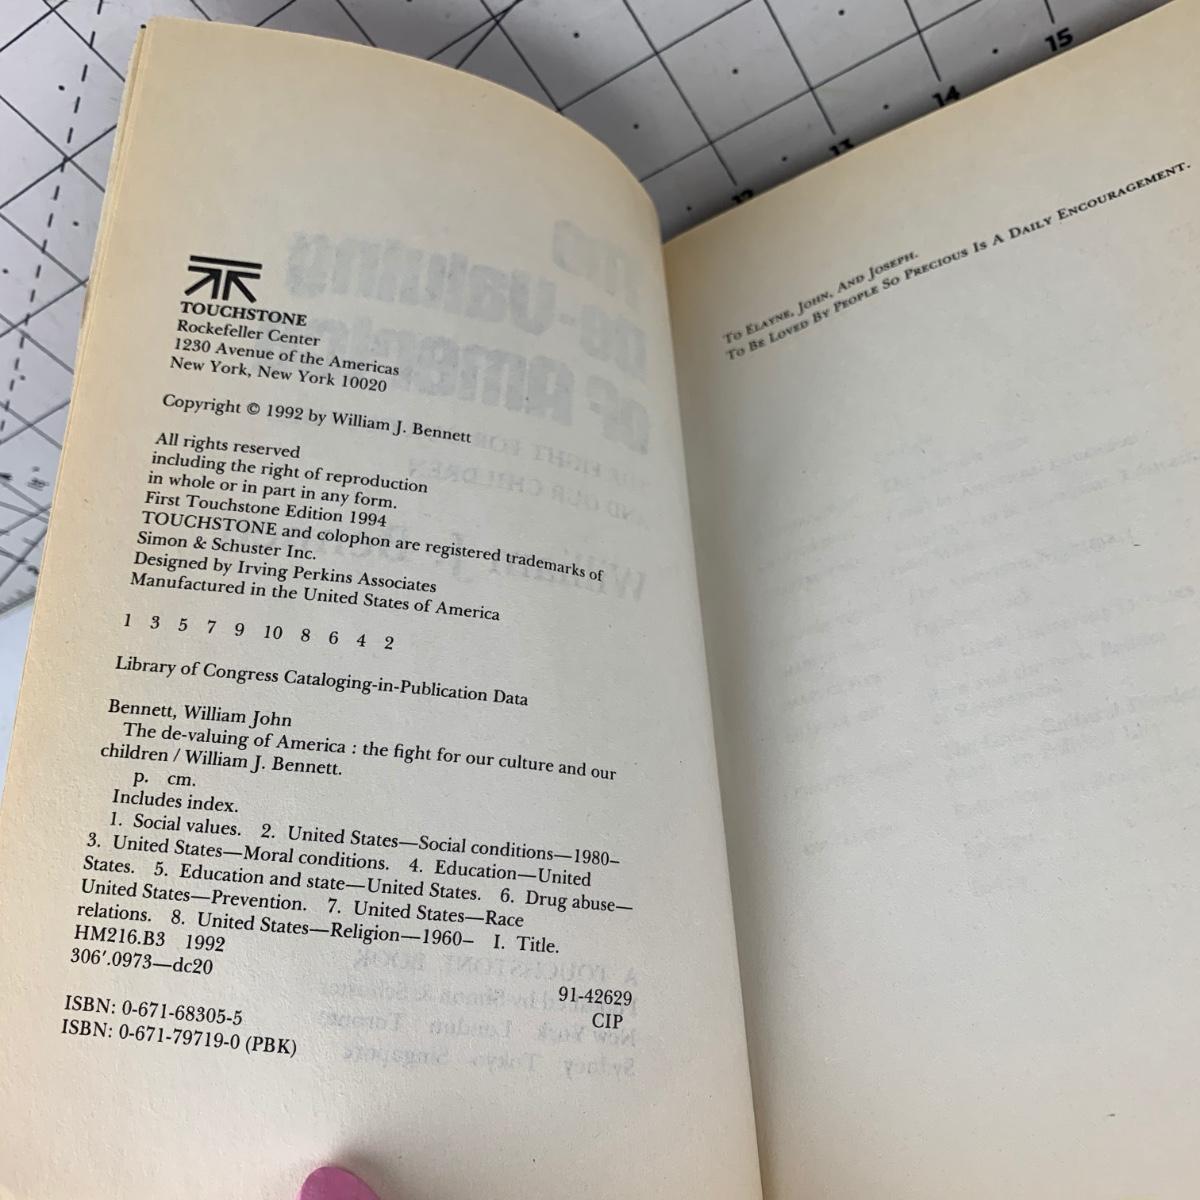 TOUCHSTONE
Rockefeller Center
1230 Avenue of the Americas
New York, New York 10020
Copyright © 1992 by William J. Bennett
All rights reserved
including the right of reproduction
in whole or in part in any form.
First Touchstone Edition 1994
TOUCHSTONE and colophon are registered trademarks of
Simon & Schuster Inc.
Designed by Irving Perkins Associates
Manufactured in the United States of America
1 3 5 7 9 10 8 6 4 2
Library of Congress Cataloging-in-Publication Data
Bennett, William John
The de-valuing of America : the fight for our culture and our
children / William J. Bennett.
p. cm.
Includes index.
1. Social values. 2. United States—Social conditions—1980–
3. United States—Moral conditions. 4. Education—United
States. 5. Education and state—United States. 6. Drug abuse—
United States—Prevention. 7. United States—Race
relations. 8. United States—Religion—1960– I. Title.
HM216.B3 1992
306'.0973—dc20
91-42629
CIP
ISBN: 0-671-68305-5
ISBN: 0-671-79719-0 (PBK)
To Elayne, John, And Joseph.
To Be Loved By People So Precious Is A Daily Encouragement.
12
13
14
15